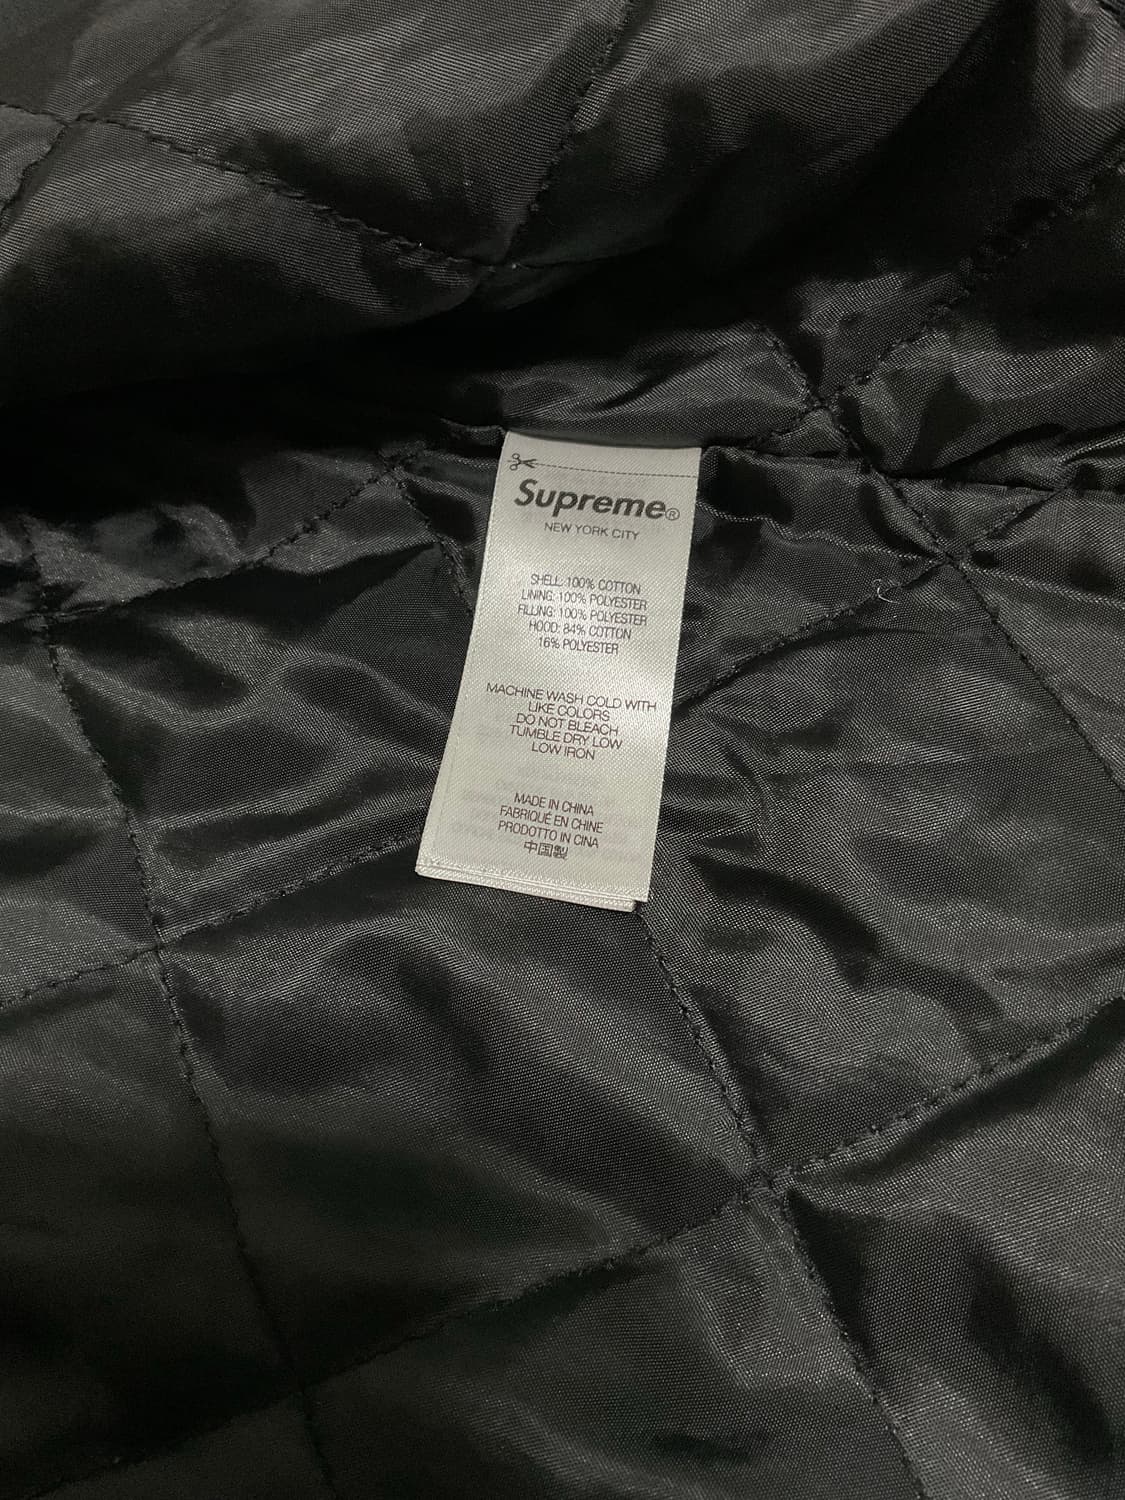 Supreme®
NEW YORK CITY
SHELL: 100% COTTON
LINING: 100% POLYESTER
FILLING: 100% POLYESTER
HOOD: 84% COTTON
16% POLYESTER
MACHINE WASH COLD WITH
LIKE COLORS
DO NOT BLEACH
TUMBLE DRY LOW
LOW IRON
MADE IN CHINA
FABRIQUÉ EN CHINE
PRODOTTO IN CINA
中国製